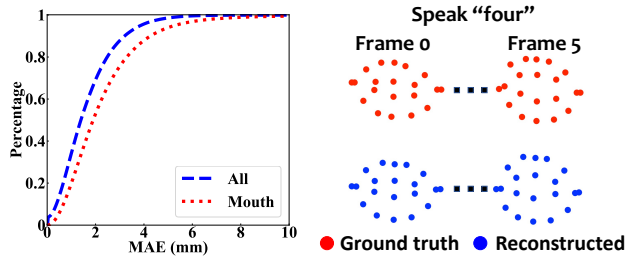 Percentage
1
0.8
0.6
0.4
0.2
0
0
2
4
6
8
10
MAE (mm)
All
Mouth
Speak “four”
Frame 0
Frame 5
Ground truth
Reconstructed